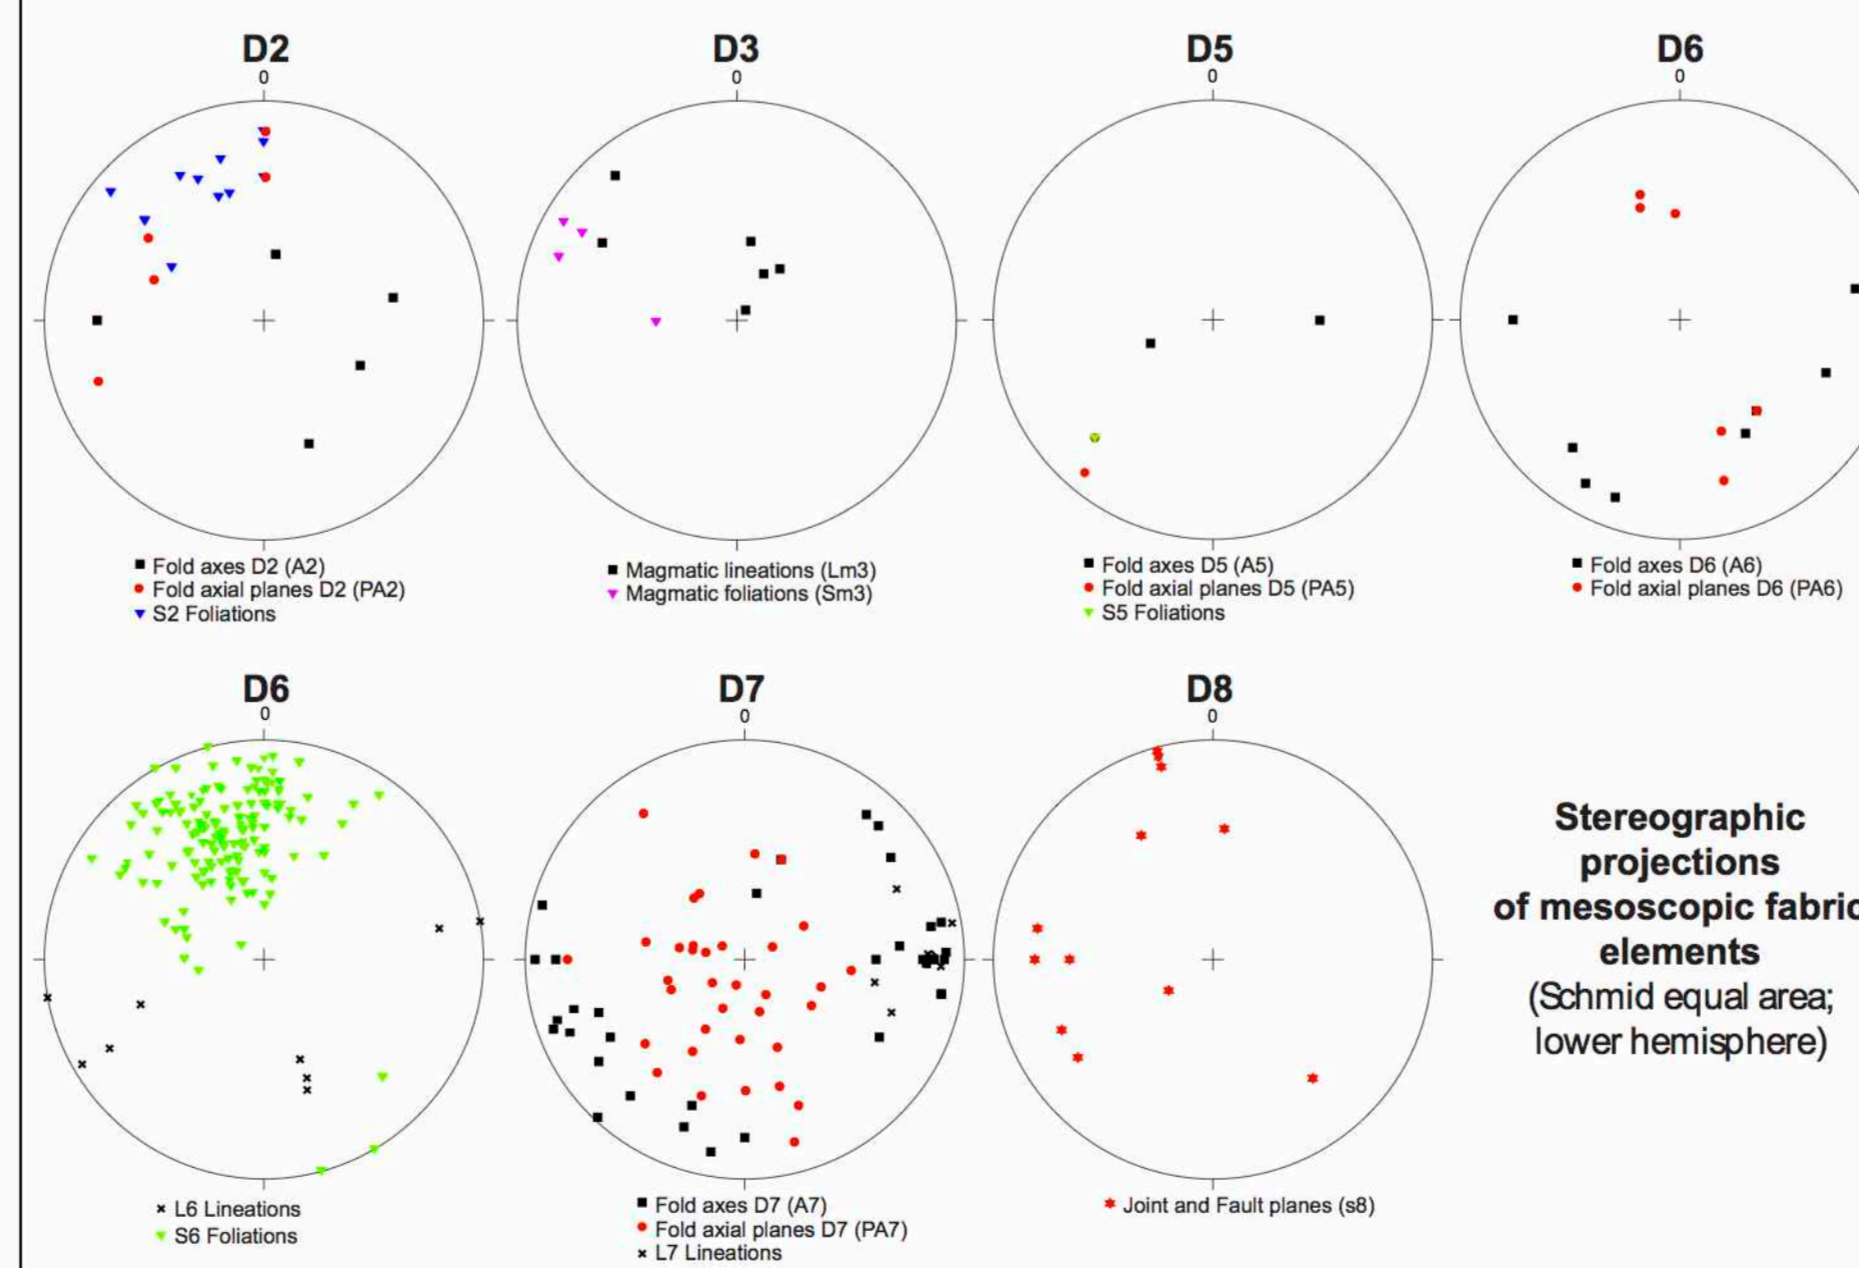 D2
D3
D5
D6
0
0
0
0
Fold axes D2 (A2)
Fold axial planes D2 (PA2)
S2 Foliations
Magmatic lineations (Lm3)
Magmatic foliations (Sm3)
Fold axes D5 (A5)
Fold axial planes D5 (PA5)
S5 Foliations
Fold axes D6 (A6)
Fold axial planes D6 (PA6)
D6
D7
D8
0
0
0
L6 Lineations
S6 Foliations
Fold axes D7 (A7)
Fold axial planes D7 (PA7)
L7 Lineations
Joint and Fault planes (s8)
Stereographic
projections
of mesoscopic fabric
elements
(Schmid equal area;
lower hemisphere)